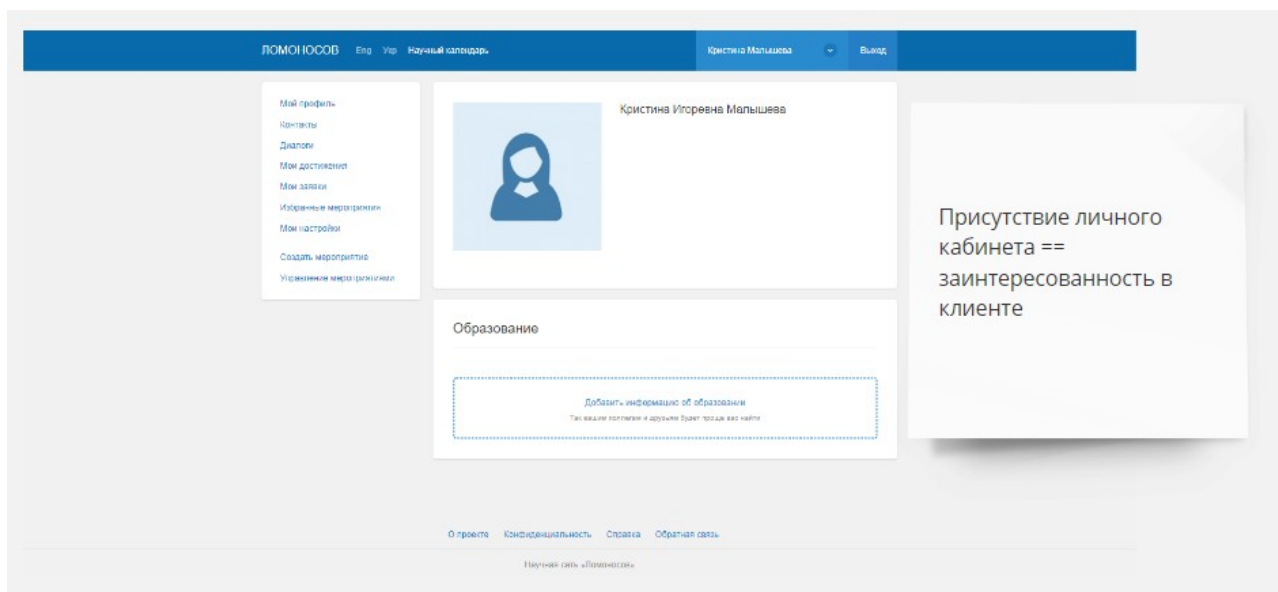 ЛОМОНОСОВ Eng Укр Научный календарь Кристина Малышева Выход
Мой профиль
Контакты
Диалоги
Мои достижения
Мои заявки
Избранные мероприятия
Мои настройки
Создать мероприятие
Управление мероприятиями
Кристина Игоревна Малышева
Образование
Добавить информацию об образовании
Так вашим коллегам и друзьям будет проще вас найти
Присутствие личного
кабинета ==
заинтересованность в
клиенте
О проекте Конфиденциальность Справка Обратная связь
Научная сеть «Ломоносов»